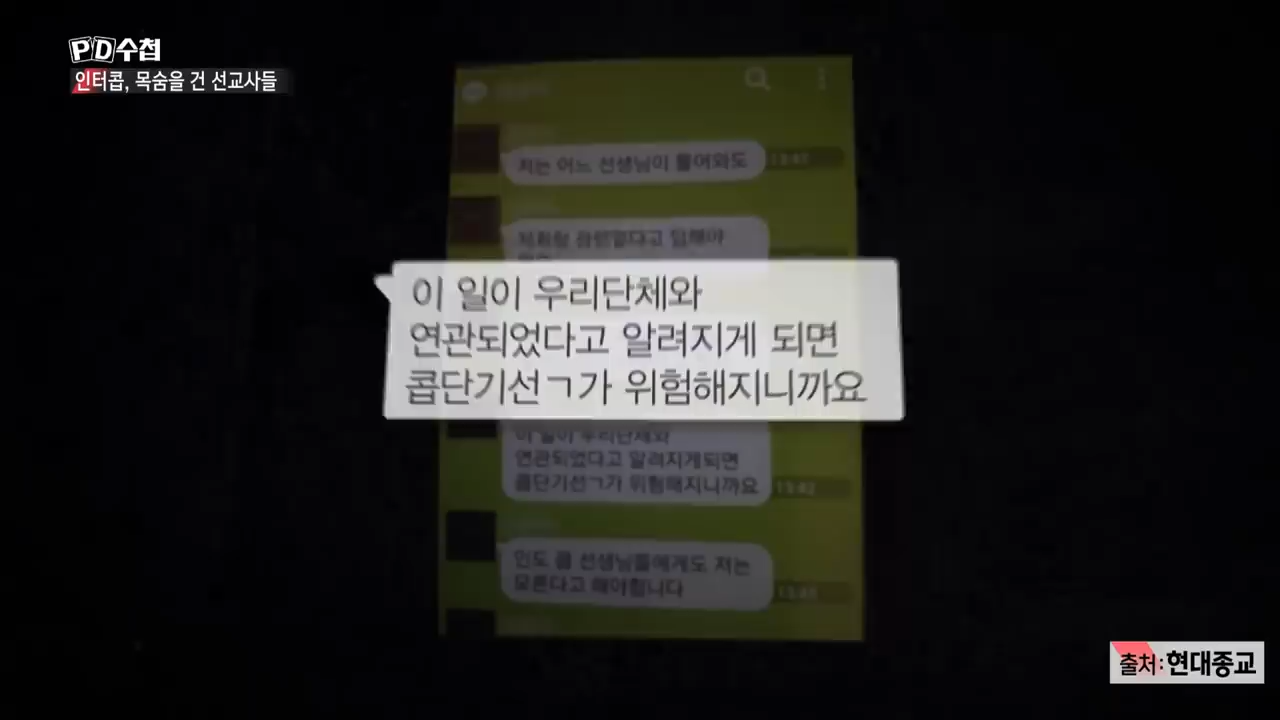 PD수첩
인터콥, 목숨을 건 선교사들
저는 어느 선생님이 물어와도
13:41
이 일이 우리단체와
연관되었다고 알려지게 되면
콥단기선ㄱ가 위험해지니까요
이 일이 우리단체와
연관되었다고 알려지게되면
콥단기선ㄱ가 위험해지니까요
13:42
인도 콥 선생님들에게도 저는
모른다고 해야합니다
출처: 현대종교